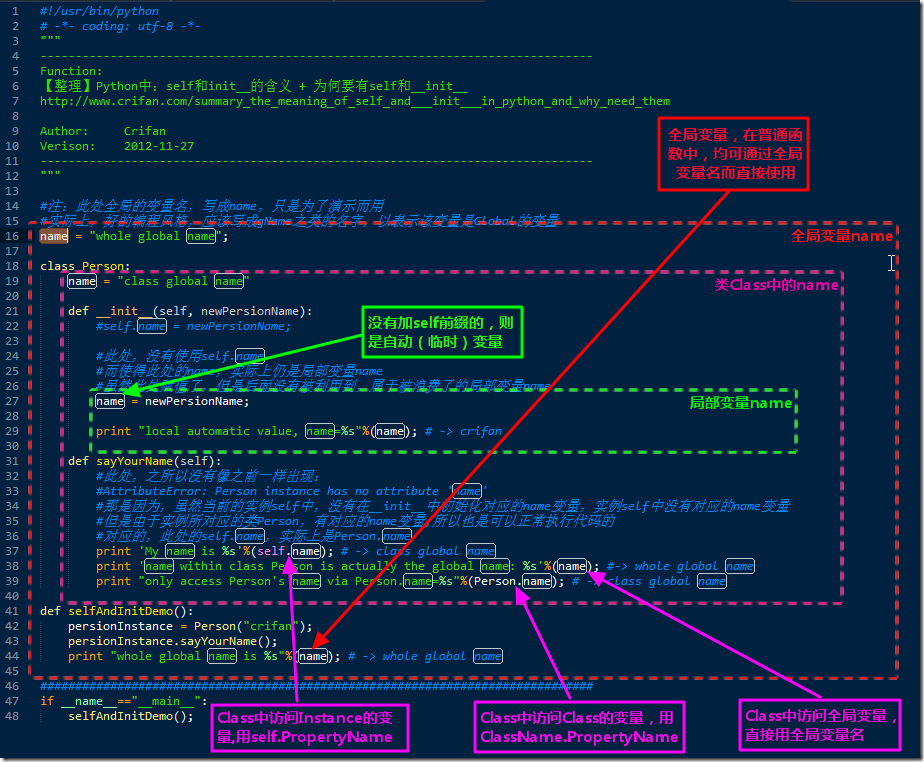 1 #!/usr/bin/python
2 # -*- coding: utf-8 -*-
3 """
4 -------------------------------------------------------------------------------
5 Function:
6 【整理】Python中：self和init__的含义 + 为何要有self和__init__
7 http://www.crifan.com/summary_the_meaning_of_self_and___init___in_python_and_why_need_them
8
9 Author: Crifan
10 Verison: 2012-11-27
11 -------------------------------------------------------------------------------
12 """
13
14 #注：此处全局的变量名，写成name，只是为了演示而用
15 #实际上，好的编程风格，应该写成gName之类的名字，以表示该变量是Global的变量
16 name = "whole global name";
17
18 class Person:
19 name = "class global name"
20
21 def __init__(self, newPersionName):
22 #self.name = newPersionName;
23
24 #此处，没有使用self.name
25 #而使得此处的name，实际上仍是局部变量name
26 #虽然此处赋值了，但是后面没有被利用到，属于被浪费了的局部变量name
27 name = newPersionName;
28
29 print "local automatic value, name=%s"%(name); # -> crifan
30
31 def sayYourName(self):
32 #此处，之所以没有像之前一样出现：
33 #AttributeError: Person instance has no attribute 'name'
34 #那是因为，虽然当前的实例self中，没有在__init__中初始化对应的name变量，实例self中没有对应的name变量
35 #但是由于实例所对应的类Person，有对应的name变量，所以也是可以正常执行代码的
36 #对应的，此处的self.name，实际上是Person.name
37 print 'My name is %s'%(self.name); # -> class global name
38 print 'name within class Person is actually the global name: %s'%(name); #-> whole global name
39 print "only access Person's name via Person.name=%s"%(Person.name); # -> class global name
40
41 def selfAndInitDemo():
42 persionInstance = Person("crifan");
43 persionInstance.sayYourName();
44 print "whole global name is %s"%(name); # -> whole global name
45
46 ###############################################################################
47 if __name__=="__main__":
48 selfAndInitDemo();
全局变量，在普通函
数中，均可通过全局
变量名而直接使用
全局变量name
类Class中的name
没有加self前缀的，则
是自动（临时）变量
局部变量name
Class中访问Instance的变
量,用self.PropertyName
Class中访问Class的变量，用
ClassName.PropertyName
Class中访问全局变量，
直接用全局变量名